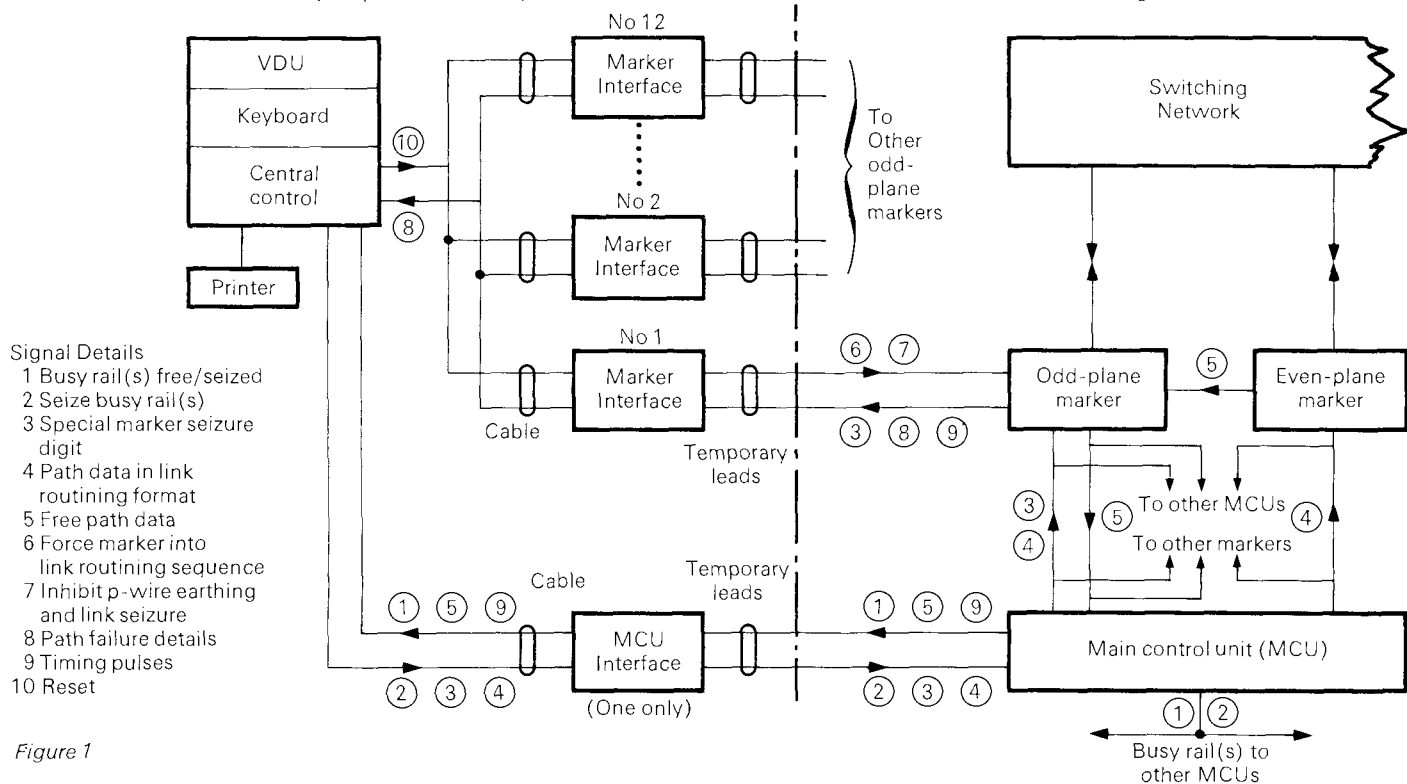 No 12
VDU
Keyboard
Central
control
Printer
10
8
Marker
Interface
No 2
Marker
Interface
No 1
Marker
Interface
Cable
Temporary
leads
To
Other
odd-
plane
markers
Switching
Network
6 7
3 8 9
Odd-plane
marker
5
Even-plane
marker
3
4
5
To other MCUs
To other markers
4
Signal Details
1 Busy rail(s) free/seized
2 Seize busy rail(s)
3 Special marker seizure
digit
4 Path data in link
routining format
5 Free path data
6 Force marker into
link routining sequence
7 Inhibit p-wire earthing
and link seizure
8 Path failure details
9 Timing pulses
10 Reset
Cable
Temporary
leads
1 5 9
2 3 4
MCU
Interface
(One only)
1 5 9
2 3 4
Main control unit (MCU)
1 2
Busy rail(s) to
other MCUs
Figure 1